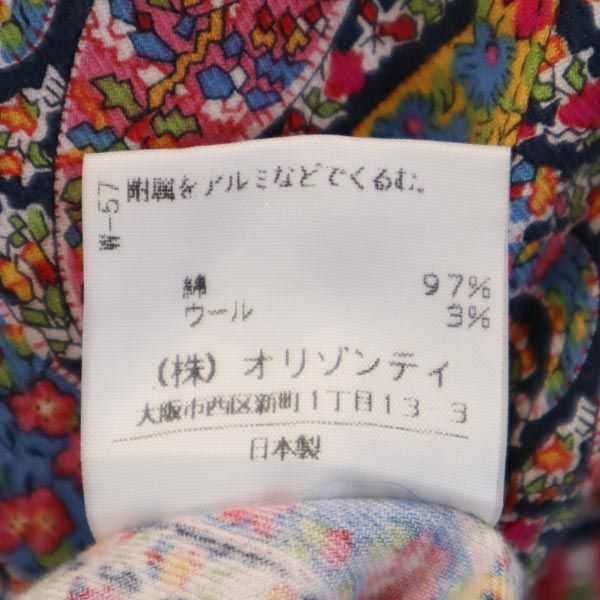 W-57
附属をアルミなどでくるむ。
綿 97%
ウール 3%
(株) オリゾンティ
大阪市西区新町1丁目13-3
日本製